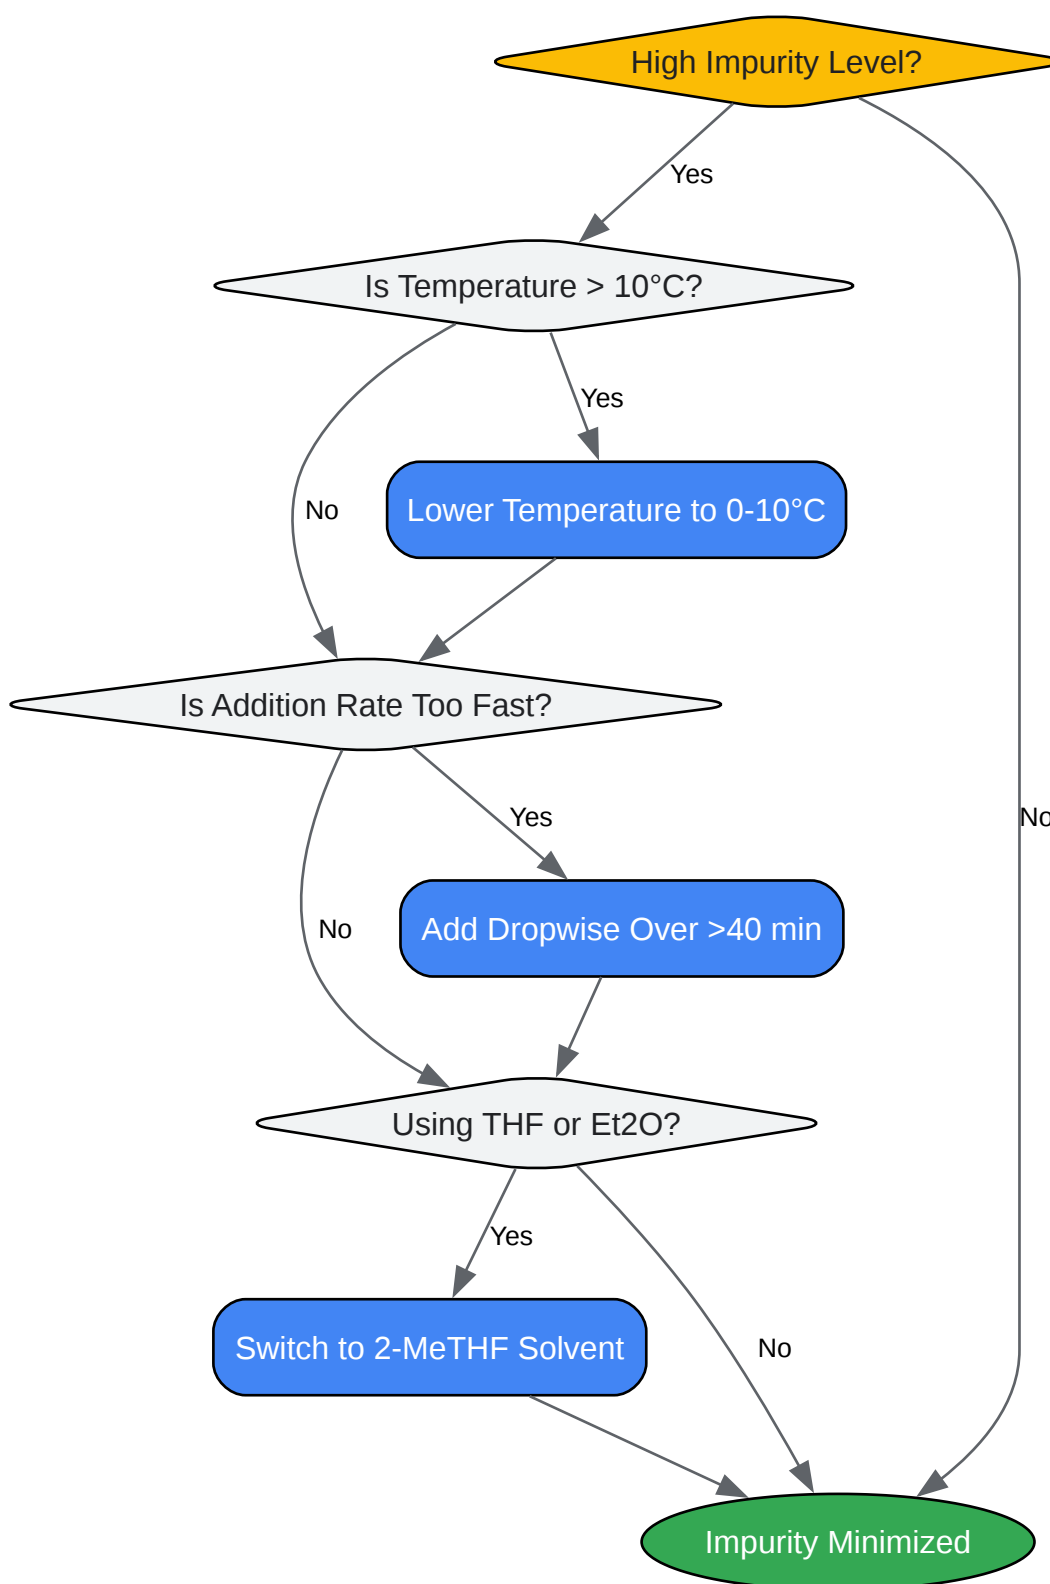 High Impurity Level?
Yes
Is Temperature > 10°C?
Yes
No
Lower Temperature to 0-10°C
Is Addition Rate Too Fast?
Yes
No
No
Add Dropwise Over >40 min
Using THF or Et2O?
Yes
Switch to 2-MeTHF Solvent
No
Impurity Minimized